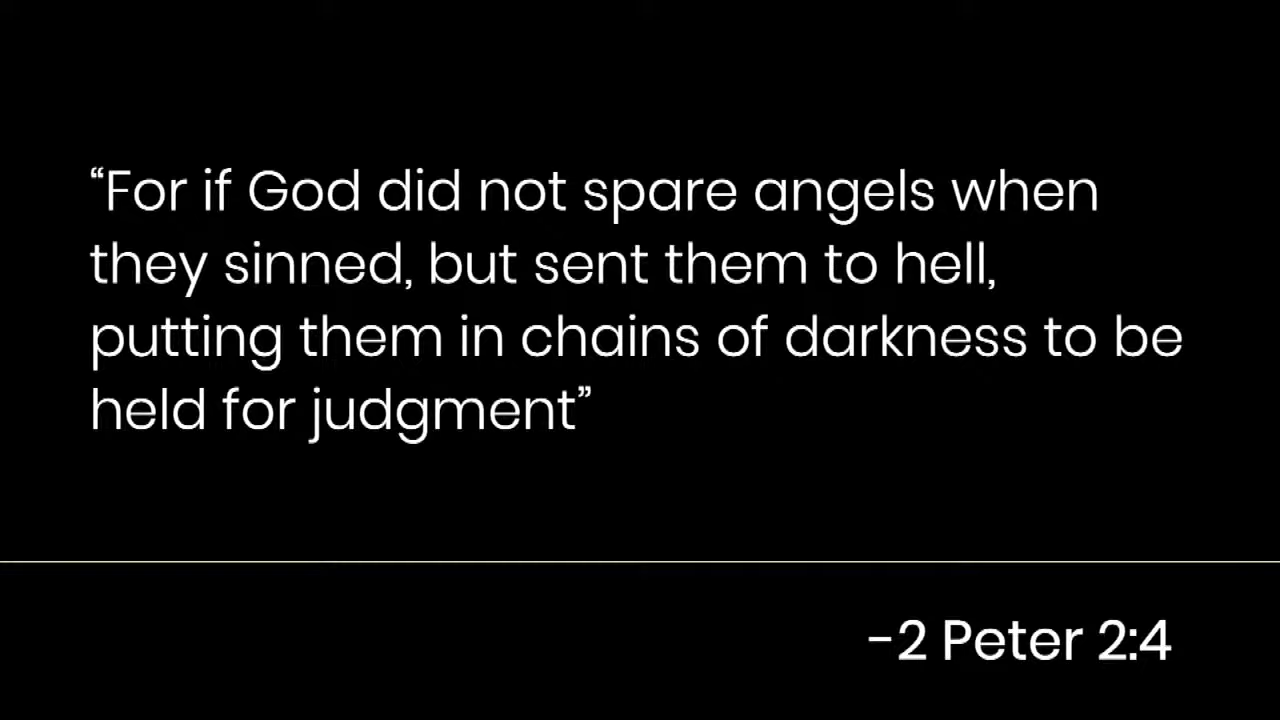 “For if God did not spare angels when
they sinned, but sent them to hell,
putting them in chains of darkness to be
held for judgment”
-2 Peter 2:4